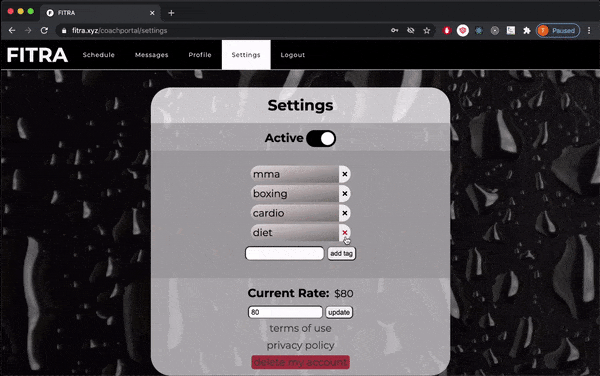 FITRA
fitra.xyz/coachportal/settings
Paused
FITRA
Schedule
Messages
Profile
Settings
Logout
Settings
Active
mma ×
boxing ×
cardio ×
diet ×
add tag
Current Rate: $80
80 update
terms of use
privacy policy
delete my account